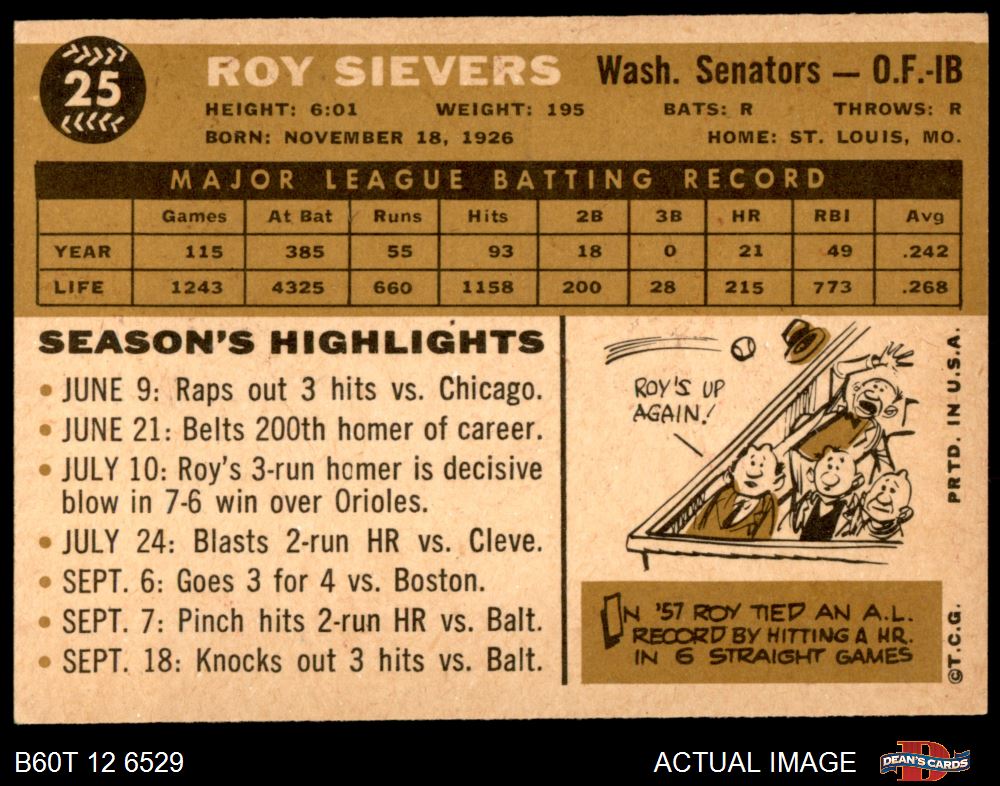 25
ROY SIEVERS Wash. Senators — O.F.-1B
HEIGHT: 6:01 WEIGHT: 195 BATS: R THROWS: R
BORN: NOVEMBER 18, 1926 HOME: ST. LOUIS, MO.
MAJOR LEAGUE BATTING RECORD
Games At Bat Runs Hits 2B 3B HR RBI Avg
YEAR 115 385 55 93 18 0 21 49 .242
LIFE 1243 4325 660 1158 200 28 215 773 .268
SEASON'S HIGHLIGHTS
• JUNE 9: Raps out 3 hits vs. Chicago.
• JUNE 21: Belts 200th homer of career.
• JULY 10: Roy's 3-run homer is decisive
blow in 7-6 win over Orioles.
• JULY 24: Blasts 2-run HR vs. Cleve.
• SEPT. 6: Goes 3 for 4 vs. Boston.
• SEPT. 7: Pinch hits 2-run HR vs. Balt.
• SEPT. 18: Knocks out 3 hits vs. Balt.
ROY'S UP
AGAIN!
IN '57 ROY TIED AN A.L.
RECORD BY HITTING A HR.
IN 6 STRAIGHT GAMES
PRTD. IN U.S.A.
©T.C.G.
B60T 12 6529
ACTUAL IMAGE
D
DEAN'S CARDS